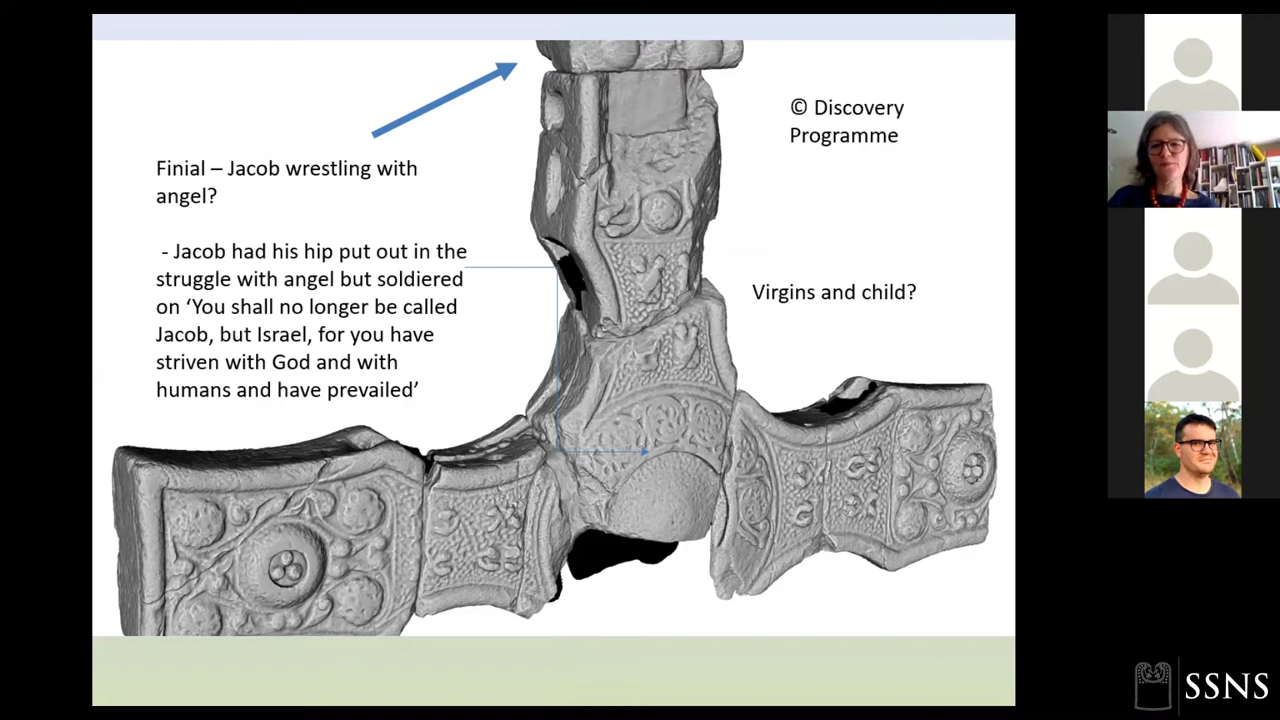 © Discovery
Programme
Finial – Jacob wrestling with
angel?
- Jacob had his hip put out in the
struggle with angel but soldiered
on ‘You shall no longer be called
Jacob, but Israel, for you have
striven with God and with
humans and have prevailed’
Virgins and child?
SSNS